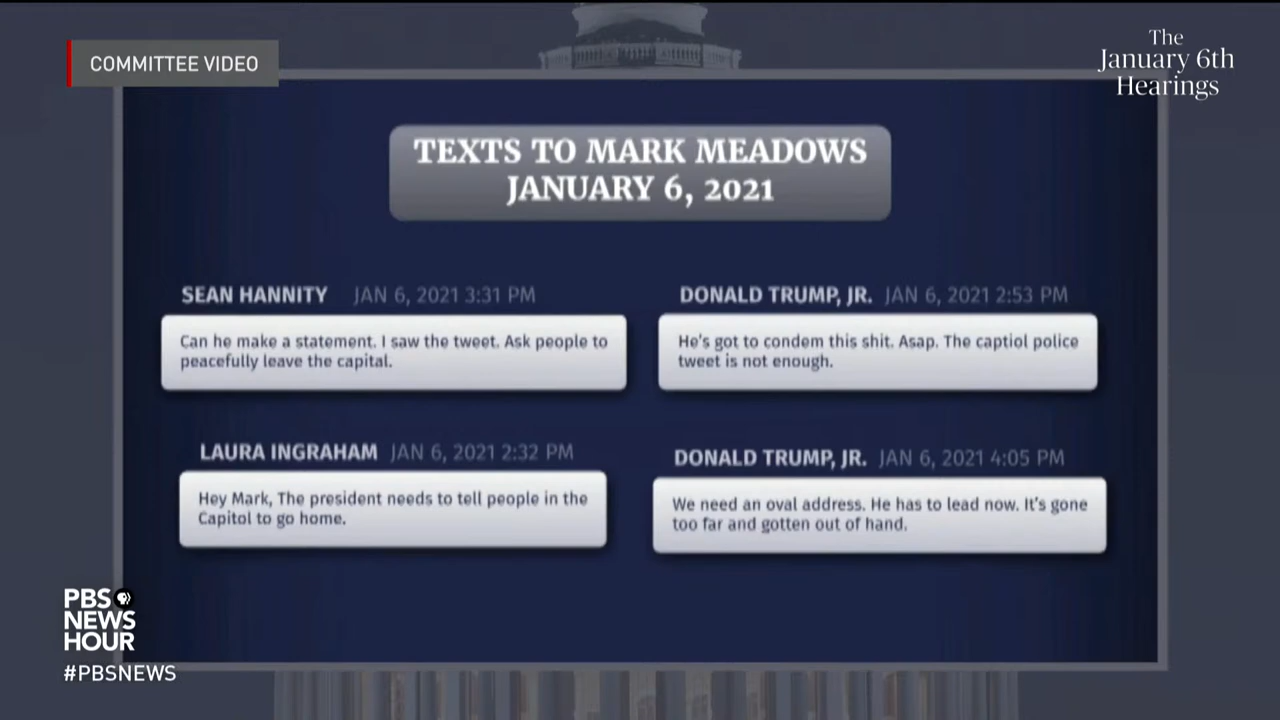 COMMITTEE VIDEO
The
January 6th
Hearings
TEXTS TO MARK MEADOWS
JANUARY 6, 2021
SEAN HANNITY JAN 6, 2021 3:31 PM
Can he make a statement. I saw the tweet. Ask people to
peacefully leave the capital.
DONALD TRUMP, JR. JAN 6, 2021 2:53 PM
He's got to condem this shit. Asap. The captiol police
tweet is not enough.
LAURA INGRAHAM JAN 6, 2021 2:32 PM
Hey Mark, The president needs to tell people in the
Capitol to go home.
DONALD TRUMP, JR. JAN 6, 2021 4:05 PM
We need an oval address. He has to lead now. It's gone
too far and gotten out of hand.
PBS
NEWS
HOUR
#PBSNEWS